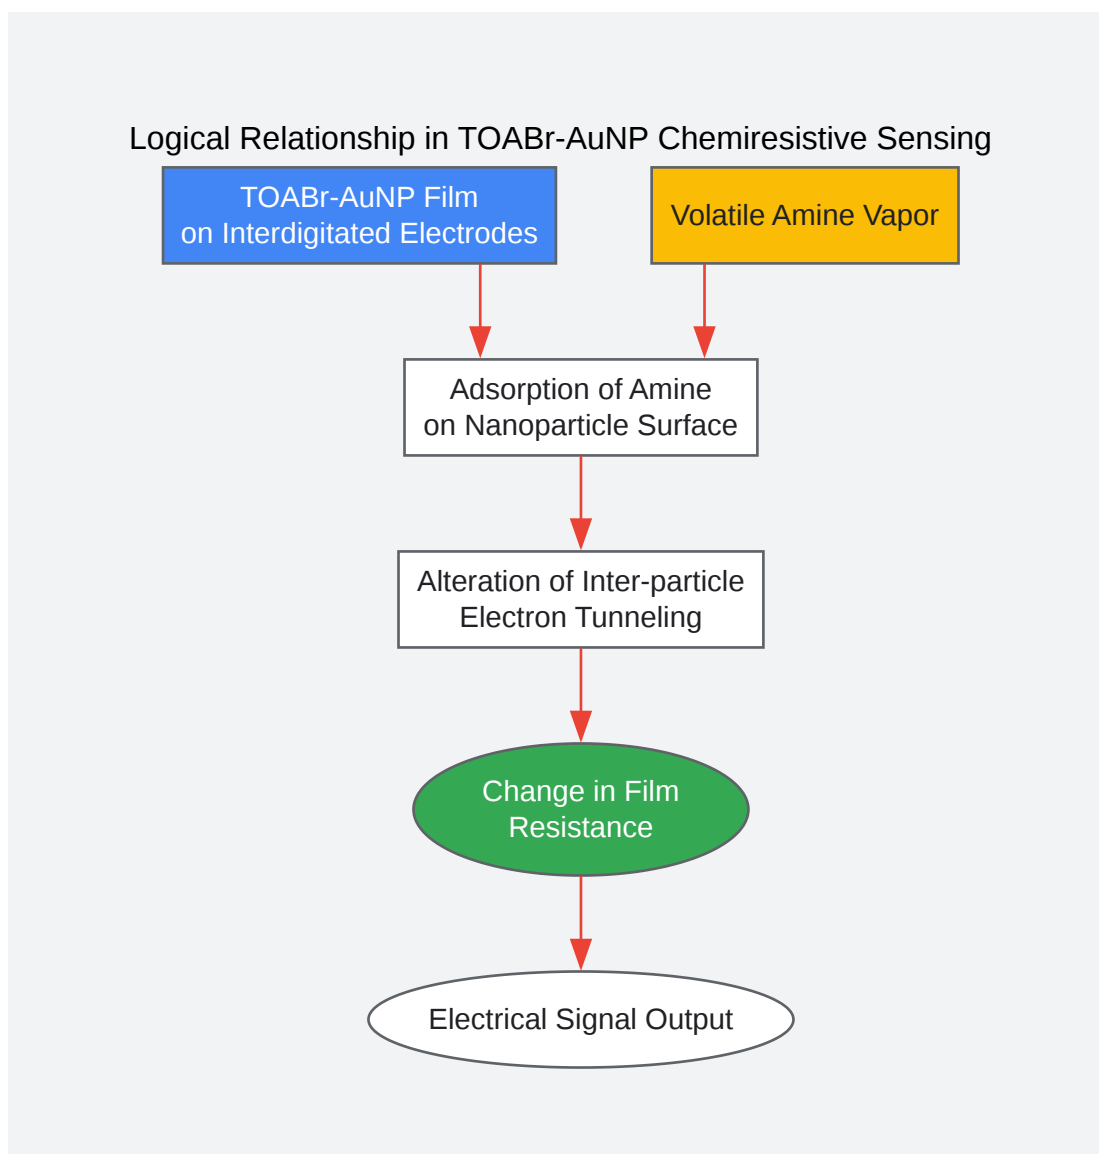 Logical Relationship in TOABr-AuNP Chemiresistive Sensing
TOABr-AuNP Film
on Interdigitated Electrodes
Volatile Amine Vapor
Adsorption of Amine
on Nanoparticle Surface
Alteration of Inter-particle
Electron Tunneling
Change in Film
Resistance
Electrical Signal Output